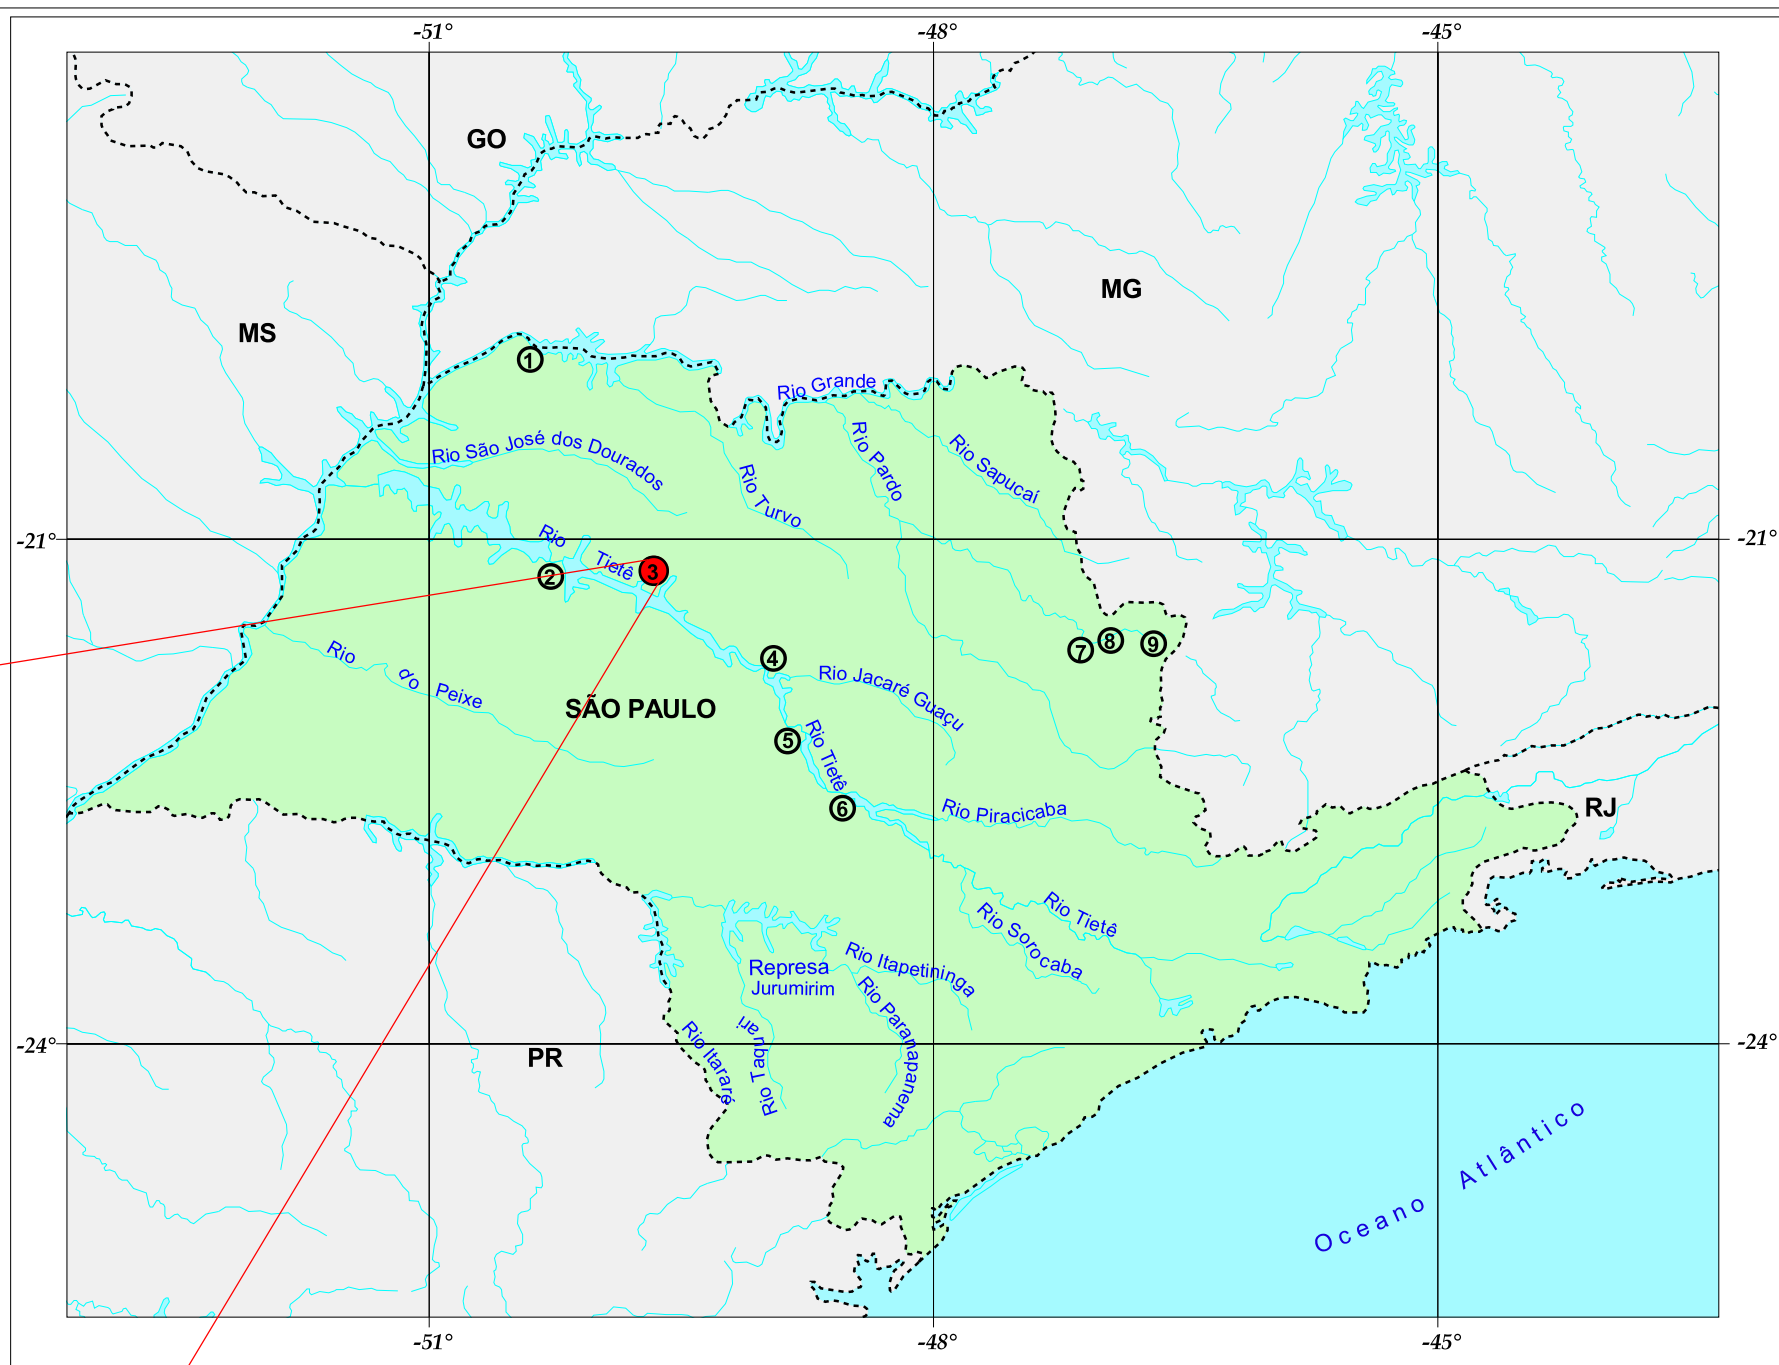 -51° -48° -45°
GO
MG
MS
1
Rio Grande
Rio São José dos Dourados
Rio Pardo
Rio Sapucaí
Rio Turvo
-21° -21°
Rio Tietê
2
3
7 8 9
4
Rio do Peixe
Rio Jacaré Guaçu
SÃO PAULO
5
Rio Tietê
6
Rio Piracicaba
RJ
Rio Tietê
Rio Sorocaba
Rio Itapetininga
Represa
Jurumirim
Rio Paranapanema
Rio Itararé
Rio Taquari
-24° -24°
PR
Oceano Atlântico
-51° -48° -45°